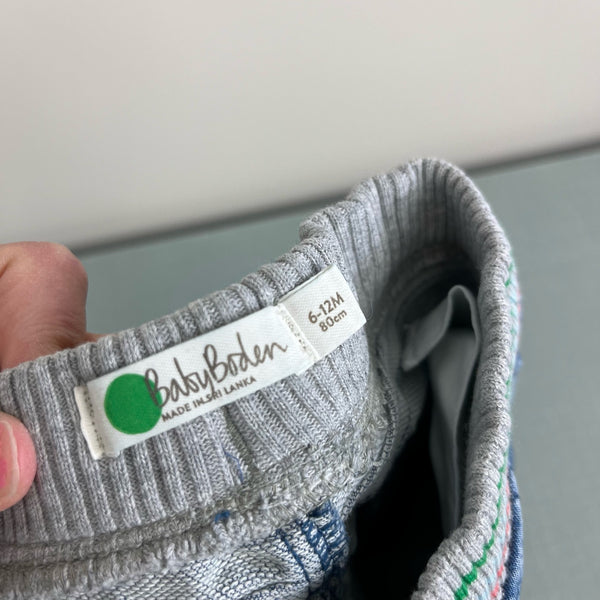 BabyBoden
MADE IN SRI LANKA
6-12M
80cm